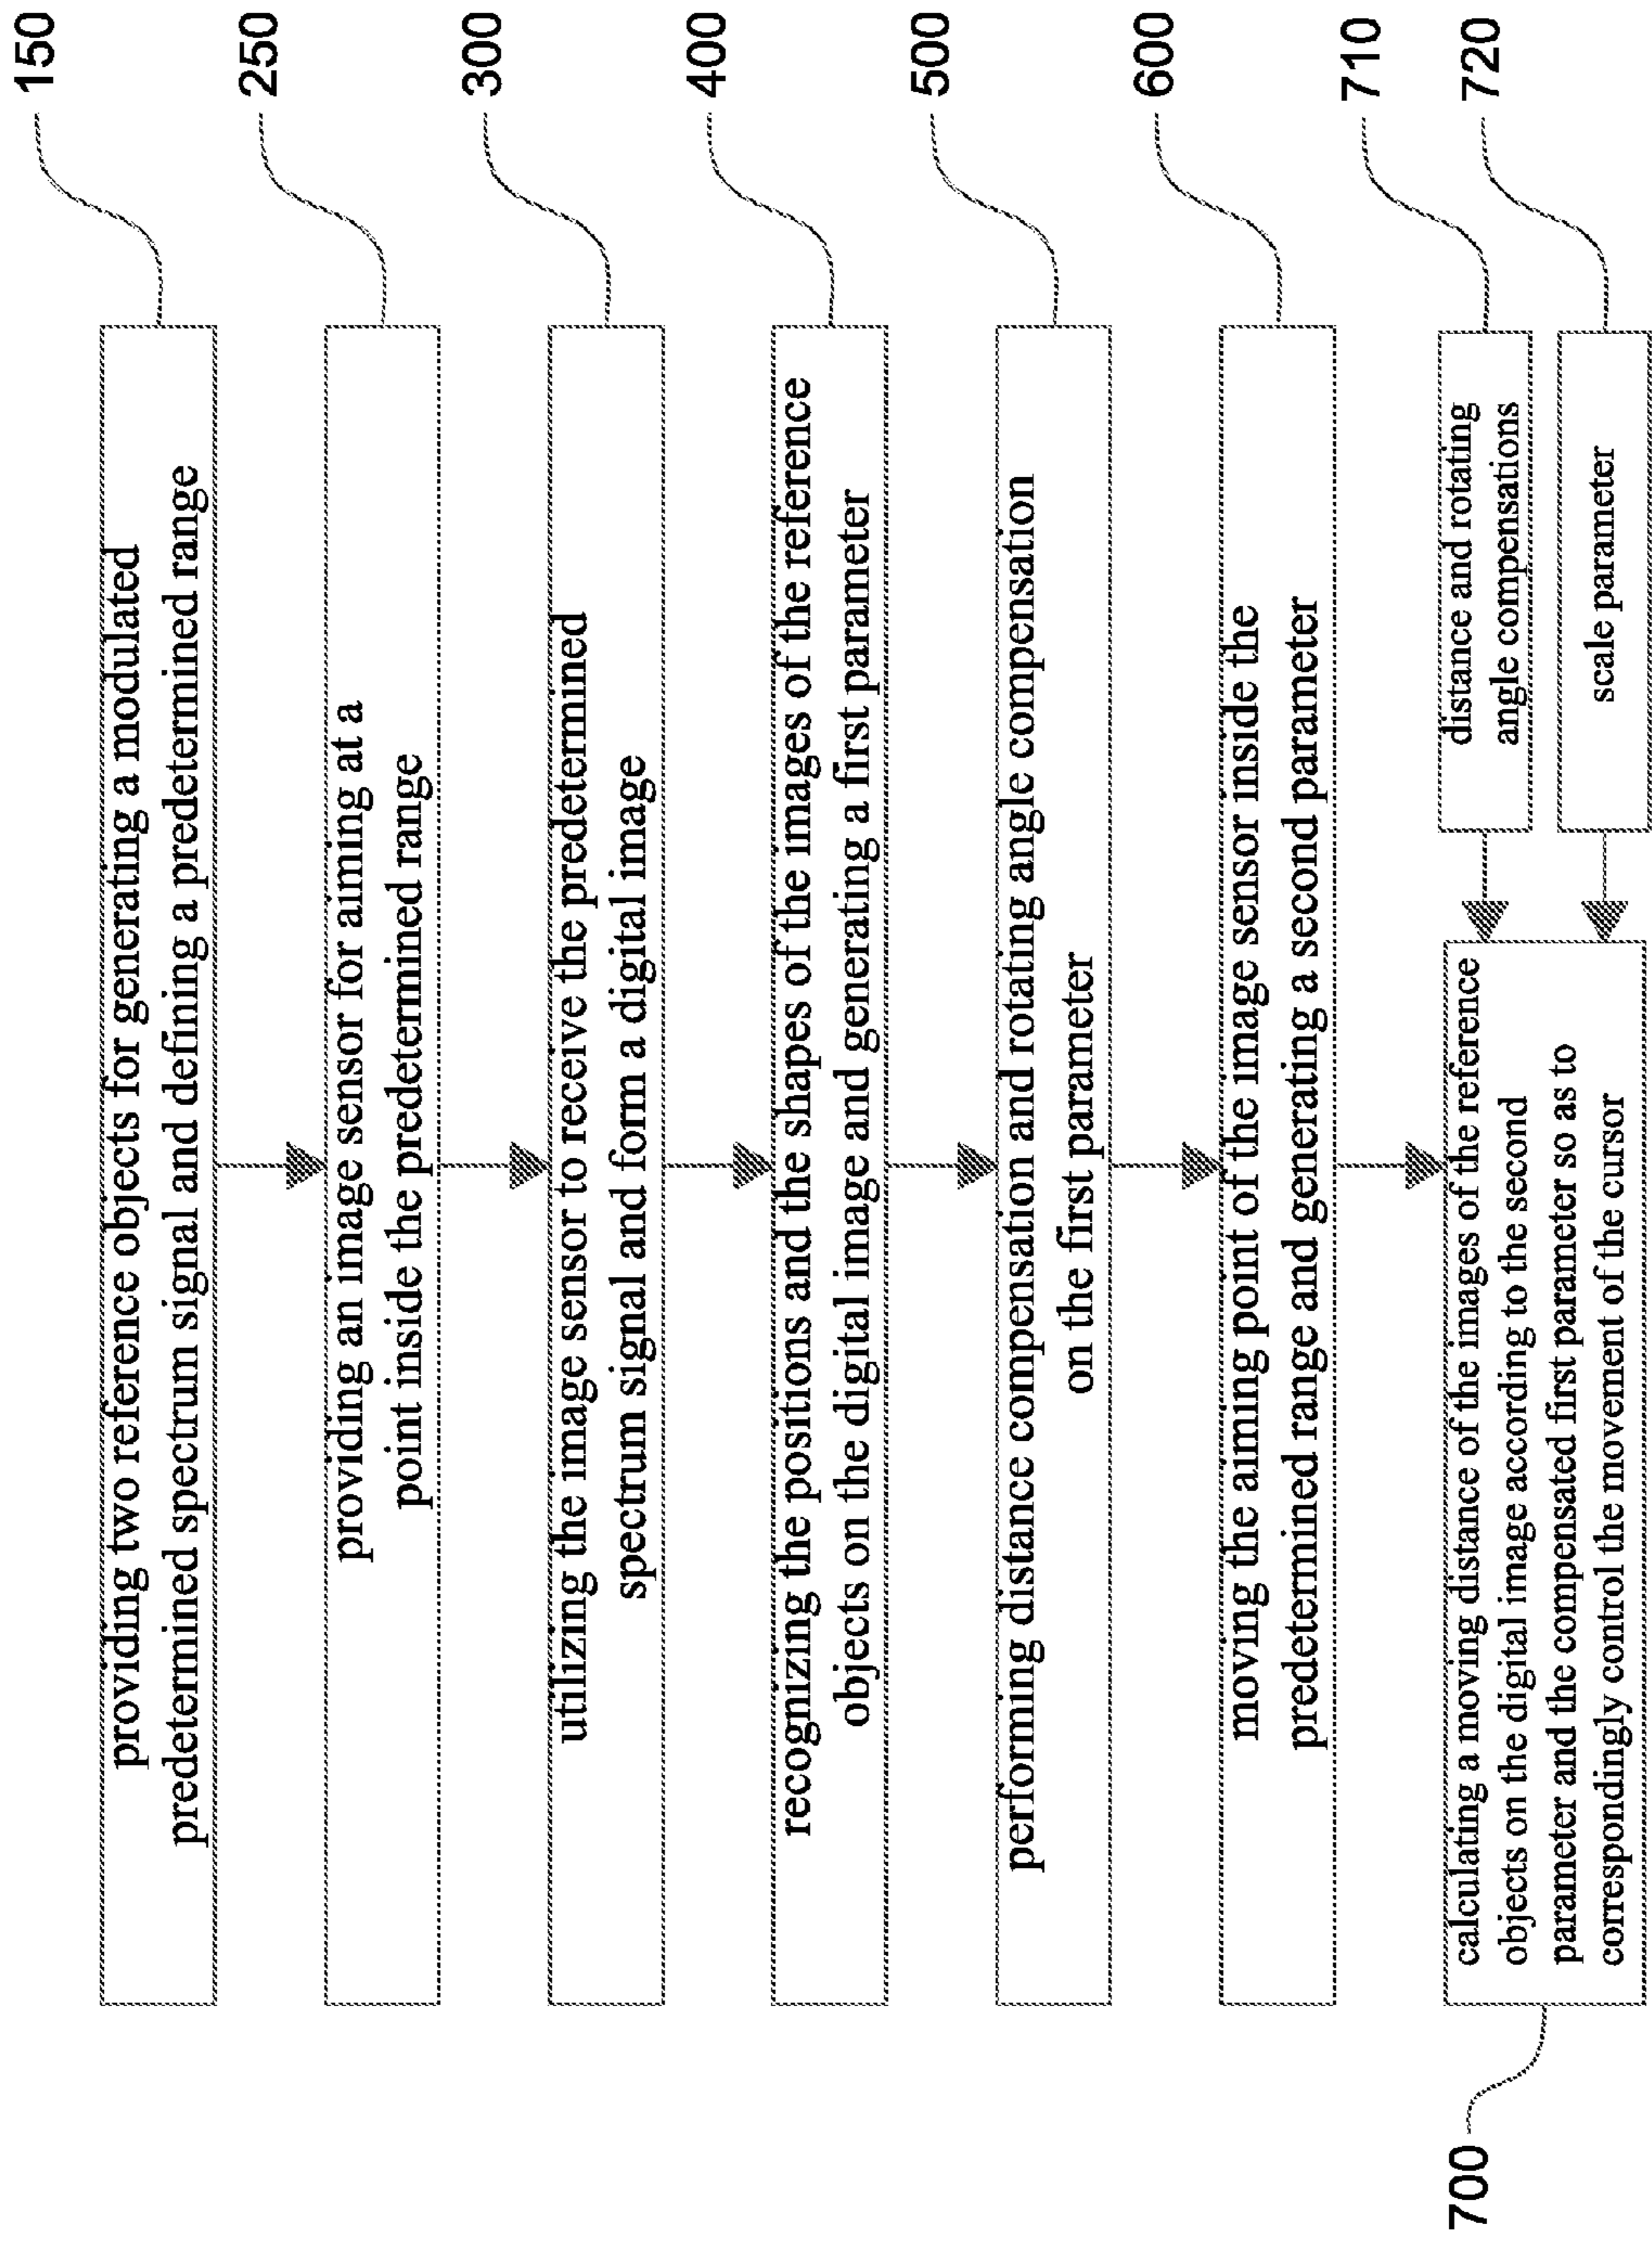 providing two reference objects for generating a modulated
predetermined spectrum signal and defining a predetermined range
150
providing an image sensor for aiming at a
point inside the predetermined range
250
utilizing the image sensor to receive the predetermined
spectrum signal and form a digital image
300
recognizing the positions and the shapes of the images of the reference
objects on the digital image and generating a first parameter
400
performing distance compensation and rotating angle compensation
on the first parameter
500
moving the aiming point of the image sensor inside the
predetermined range and generating a second parameter
600
700
calculating a moving distance of the images of the reference
objects on the digital image according to the second
parameter and the compensated first parameter so as to
correspondingly control the movement of the cursor
distance and rotating
angle compensations
710
scale parameter
720